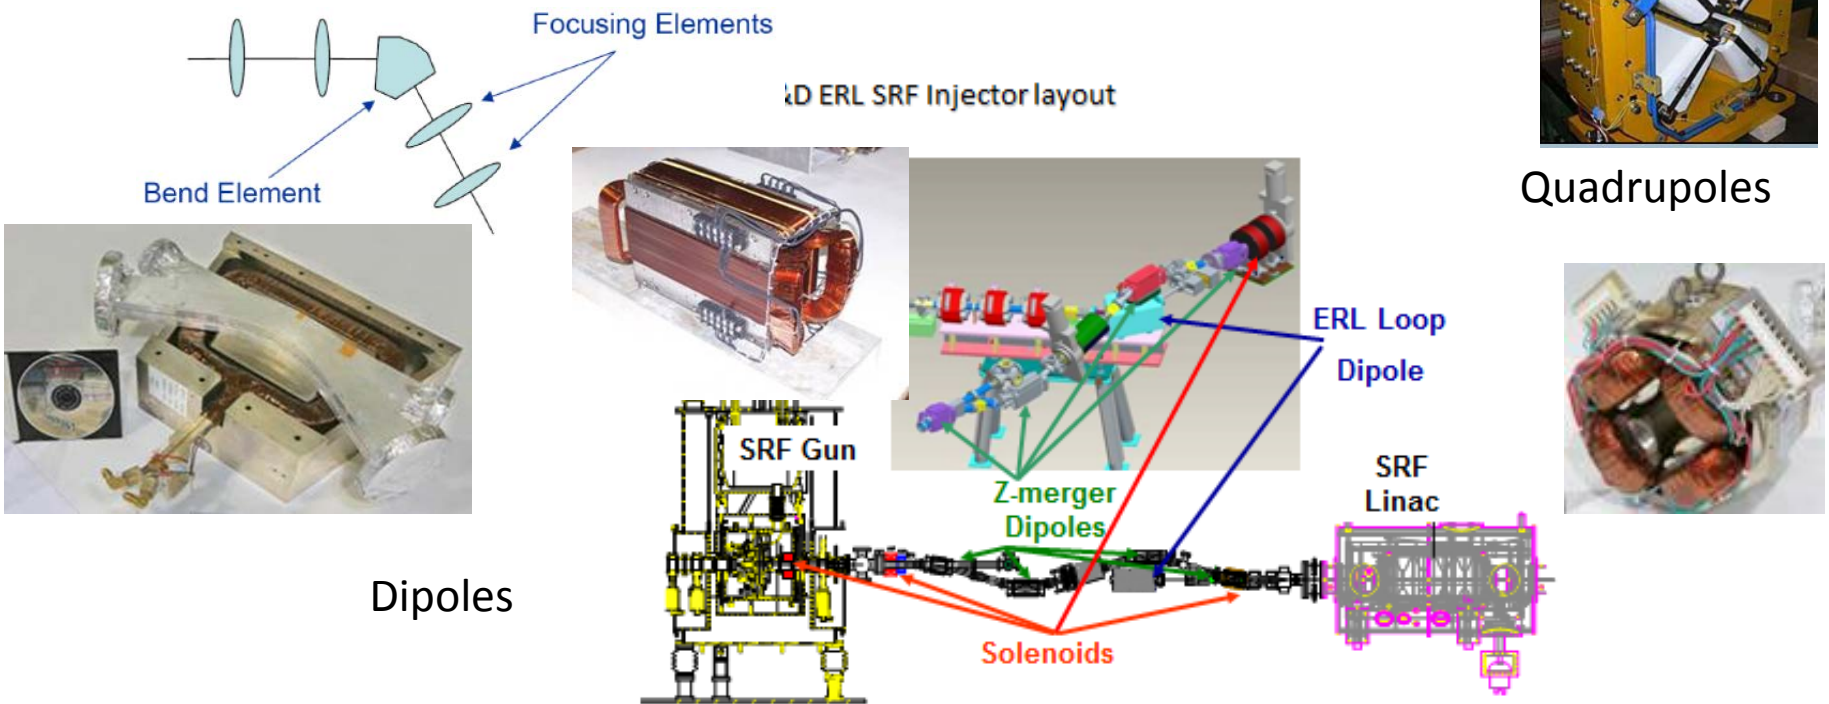 Focusing Elements
&D ERL SRF Injector layout
Bend Element
Quadrupoles
ERL Loop
Dipole
SRF Gun
SRF
Linac
Z-merger
Dipoles
Dipoles
Solenoids